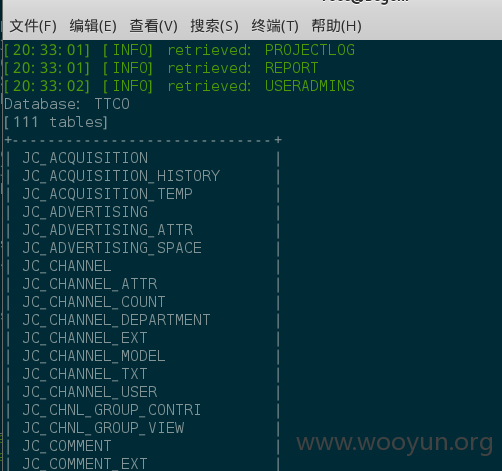 文件(F) 编辑(E) 查看(V) 搜索(S) 终端(T) 帮助(H)
[20:33:01] [INFO] retrieved: PROJECTLOG
[20:33:01] [INFO] retrieved: REPORT
[20:33:02] [INFO] retrieved: USERADMINS
Database: TTCO
[111 tables]
+----------------------------+
| JC_ACQUISITION |
| JC_ACQUISITION_HISTORY |
| JC_ACQUISITION_TEMP |
| JC_ADVERTISING |
| JC_ADVERTISING_ATTR |
| JC_ADVERTISING_SPACE |
| JC_CHANNEL |
| JC_CHANNEL_ATTR |
| JC_CHANNEL_COUNT |
| JC_CHANNEL_DEPARTMENT |
| JC_CHANNEL_EXT |
| JC_CHANNEL_MODEL |
| JC_CHANNEL_TXT |
| JC_CHANNEL_USER |
| JC_CHNL_GROUP_CONTRI |
| JC_CHNL_GROUP_VIEW |
| JC_COMMENT |
| JC_COMMENT_EXT |
www.wooyun.org